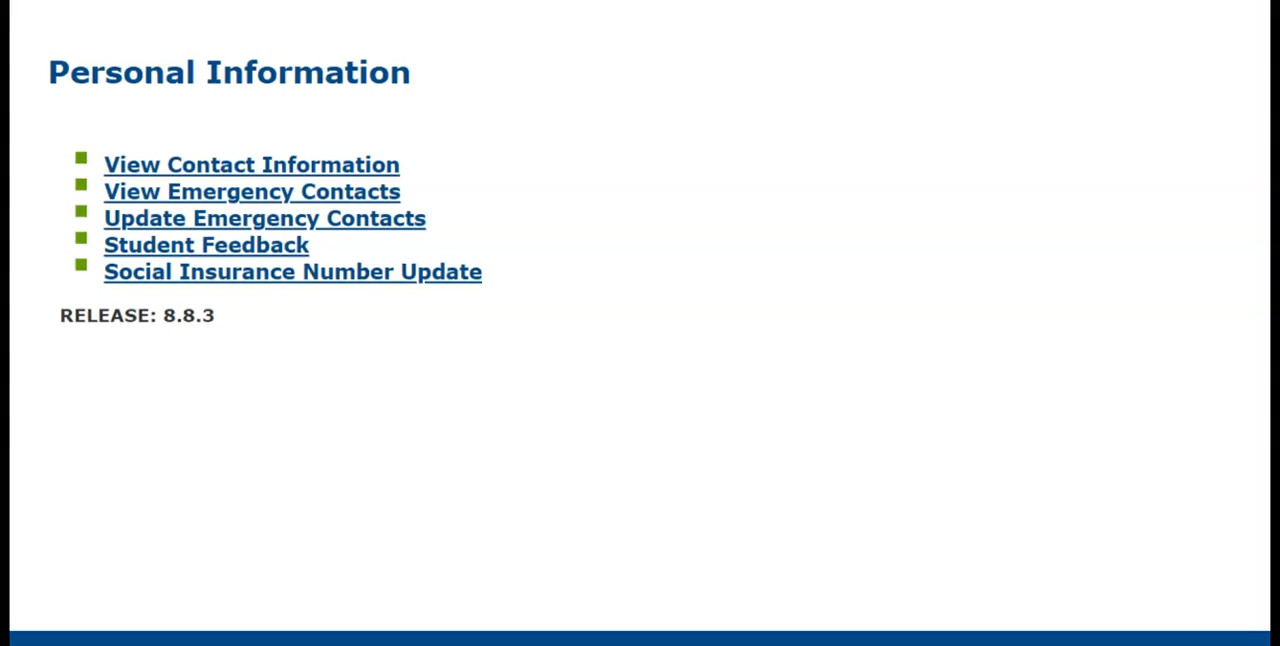 Personal Information
View Contact Information
View Emergency Contacts
Update Emergency Contacts
Student Feedback
Social Insurance Number Update
RELEASE: 8.8.3